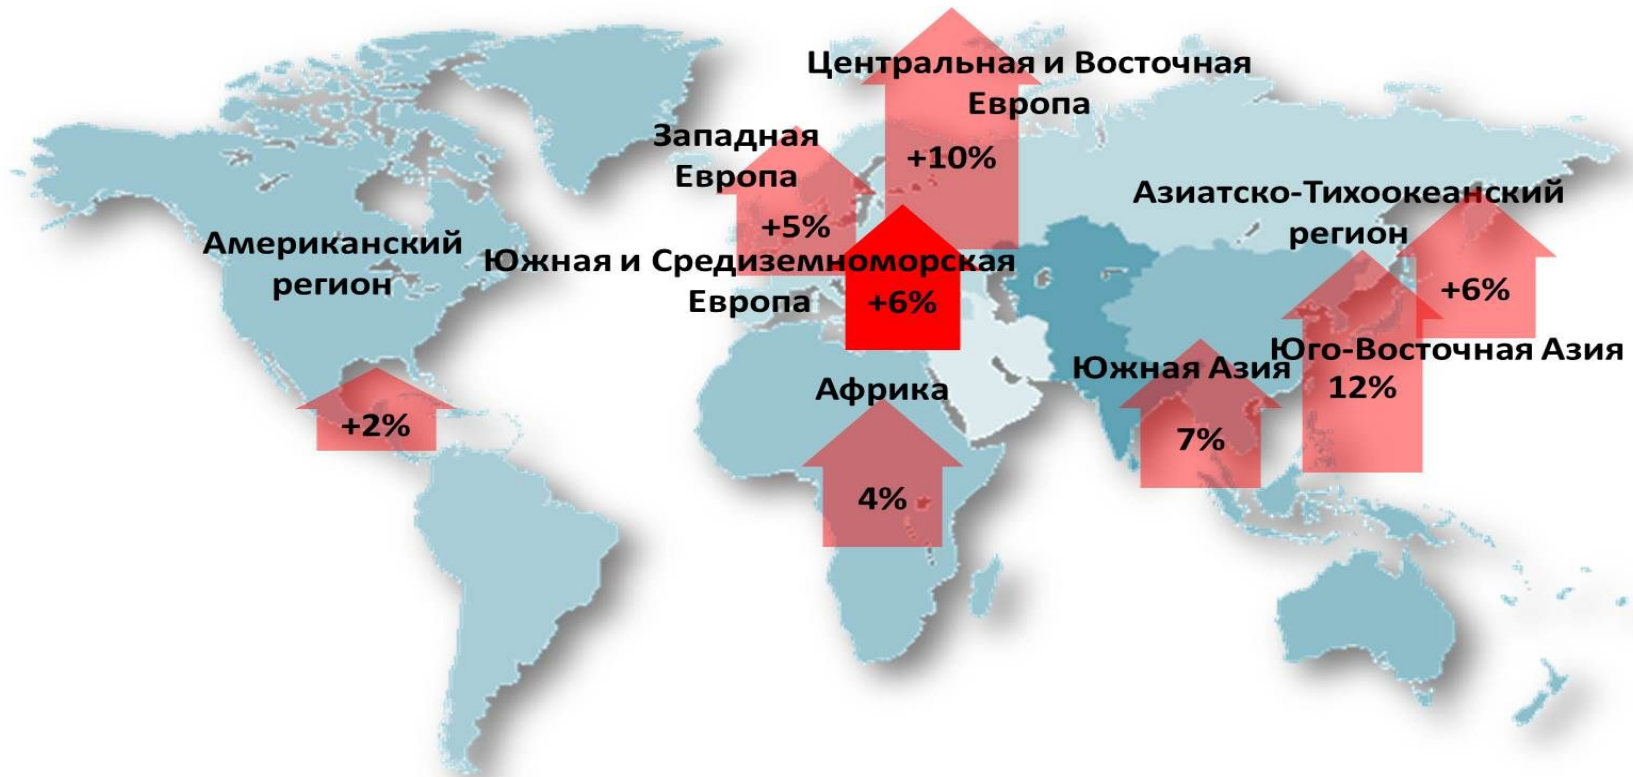 Центральная и Восточная
Европа
+10%
Западная
Европа
+5%
Азиатско-Тихоокеанский
регион
+6%
Американский
регион
+2%
Южная и Средиземноморская
Европа
+6%
Юго-Восточная Азия
12%
Южная Азия
7%
Африка
4%